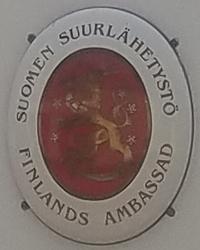 SUOMEN SUURLÄHETYSTÖ
FINLANDS AMBASSAD